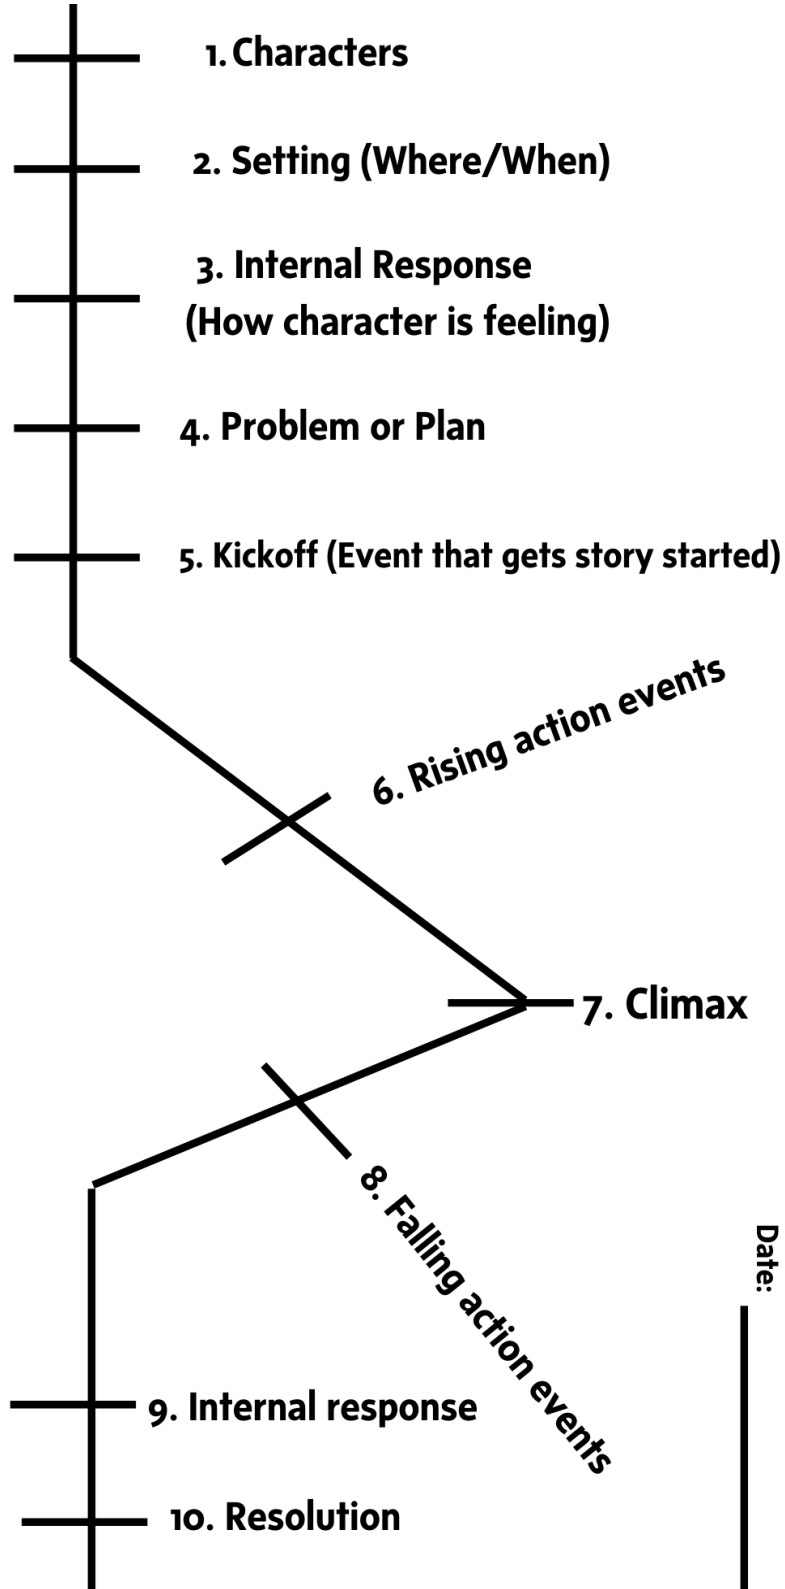 1. Characters
2. Setting (Where/When)
3. Internal Response
(How character is feeling)
4. Problem or Plan
5. Kickoff (Event that gets story started)
6. Rising action events
7. Climax
8. Falling action events
Date:
9. Internal response
10. Resolution